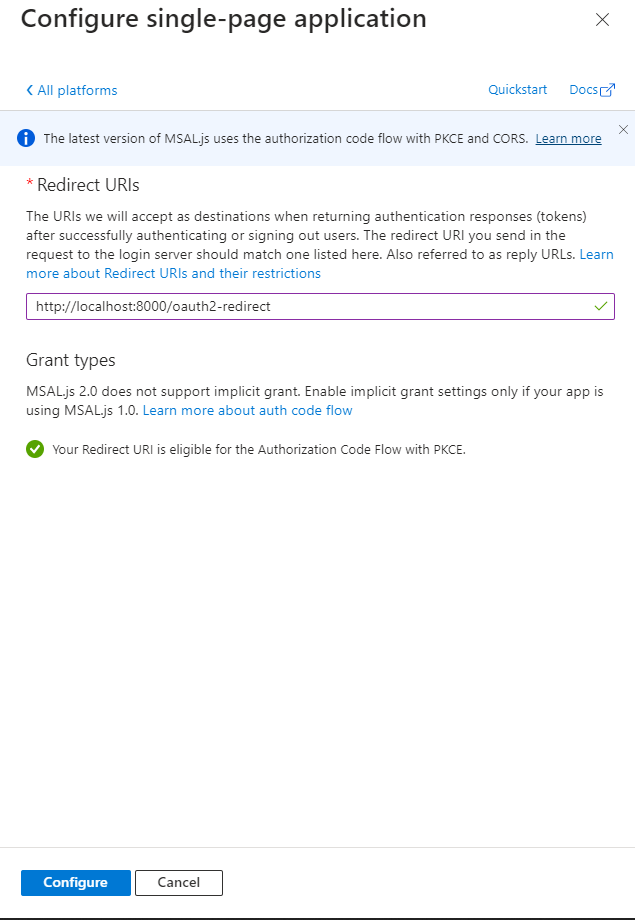 Configure single-page application
All platforms
Quickstart
Docs
The latest version of MSAL.js uses the authorization code flow with PKCE and CORS. Learn more
* Redirect URIs
The URIs we will accept as destinations when returning authentication responses (tokens)
after successfully authenticating or signing out users. The redirect URI you send in the
request to the login server should match one listed here. Also referred to as reply URLs. Learn
more about Redirect URIs and their restrictions
http://localhost:8000/oauth2-redirect
Grant types
MSAL.js 2.0 does not support implicit grant. Enable implicit grant settings only if your app is
using MSAL.js 1.0. Learn more about auth code flow
Your Redirect URI is eligible for the Authorization Code Flow with PKCE.
Configure
Cancel